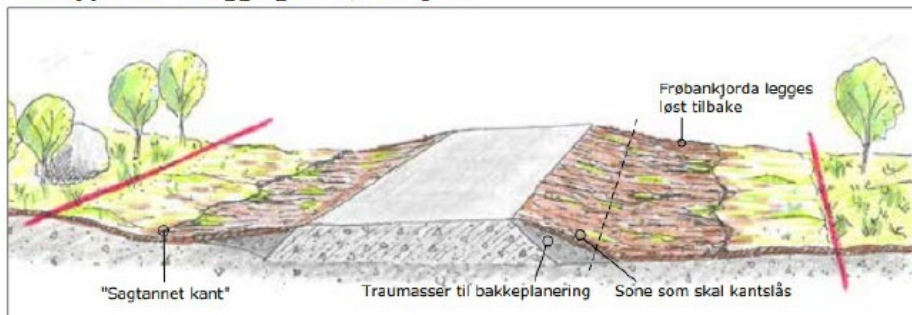 Frøbankjorda legges
løst tilbake
"Sagtannet kant"
Traumasser til bakkeplanering
Sone som skal kantslås